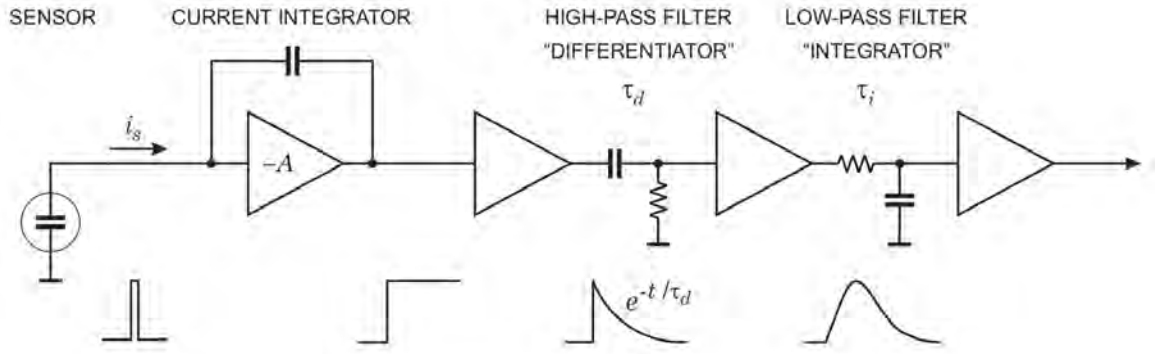 SENSOR CURRENT INTEGRATOR HIGH-PASS FILTER LOW-PASS FILTER
"DIFFERENTIATOR" "INTEGRATOR"
τd τi
is
–A
e-t /τd